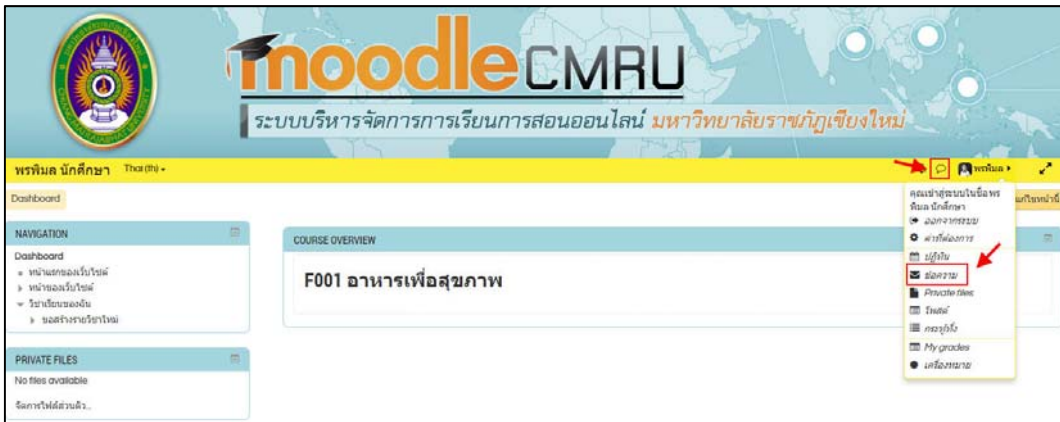 moodle CMRU
ระบบบริหารจัดการการเรียนการสอนออนไลน์ มหาวิทยาลัยราชภัฏเชียงใหม่
พรพิมล นักศึกษา Thai (th)
พรพิมล
Dashboard
แก้ไขหน้านี้
คุณเข้าสู่ระบบในชื่อ พรพิมล นักศึกษา
ออกจากระบบ
ค่าที่ต้องการ
ปฏิทิน
ข้อความ
Private files
โพสต์
กระทู้ตั้ง
My grades
เครื่องหมาย
NAVIGATION
Dashboard
หน้าแรกของเว็บไซต์
หน้าของเว็บไซต์
วิชาเรียนของฉัน
ขอสร้างรายวิชาใหม่
COURSE OVERVIEW
F001 อาหารเพื่อสุขภาพ
PRIVATE FILES
No files available
จัดการไฟล์ส่วนตัว...